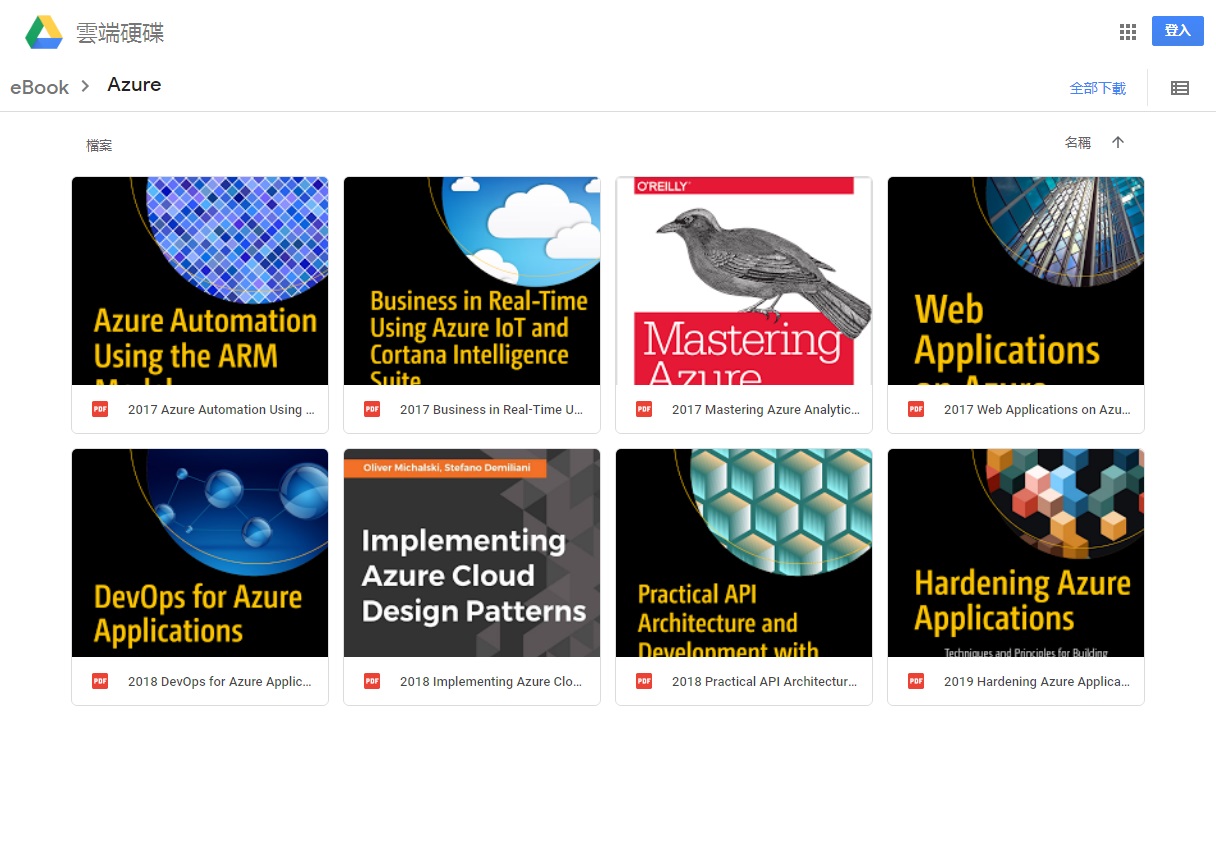 雲端硬碟
登入
eBook
Azure
全部下載
檔案
名稱
Azure Automation
Using the ARM
Business in Real-Time
Using Azure IoT and
Cortana Intelligence
Suite
O'REILLY
Mastering
Azure
Web
Applications
on Azure
PDF
2017 Azure Automation Using ...
PDF
2017 Business in Real-Time U...
PDF
2017 Mastering Azure Analytic...
PDF
2017 Web Applications on Azu...
DevOps for Azure
Applications
Oliver Michalski, Stefano Demiliani
Implementing
Azure Cloud
Design Patterns
Practical API
Architecture and
Development with
Hardening Azure
Applications
Techniques and Principles for Building
PDF
2018 DevOps for Azure Applic...
PDF
2018 Implementing Azure Clo...
PDF
2018 Practical API Architectur...
PDF
2019 Hardening Azure Applica...